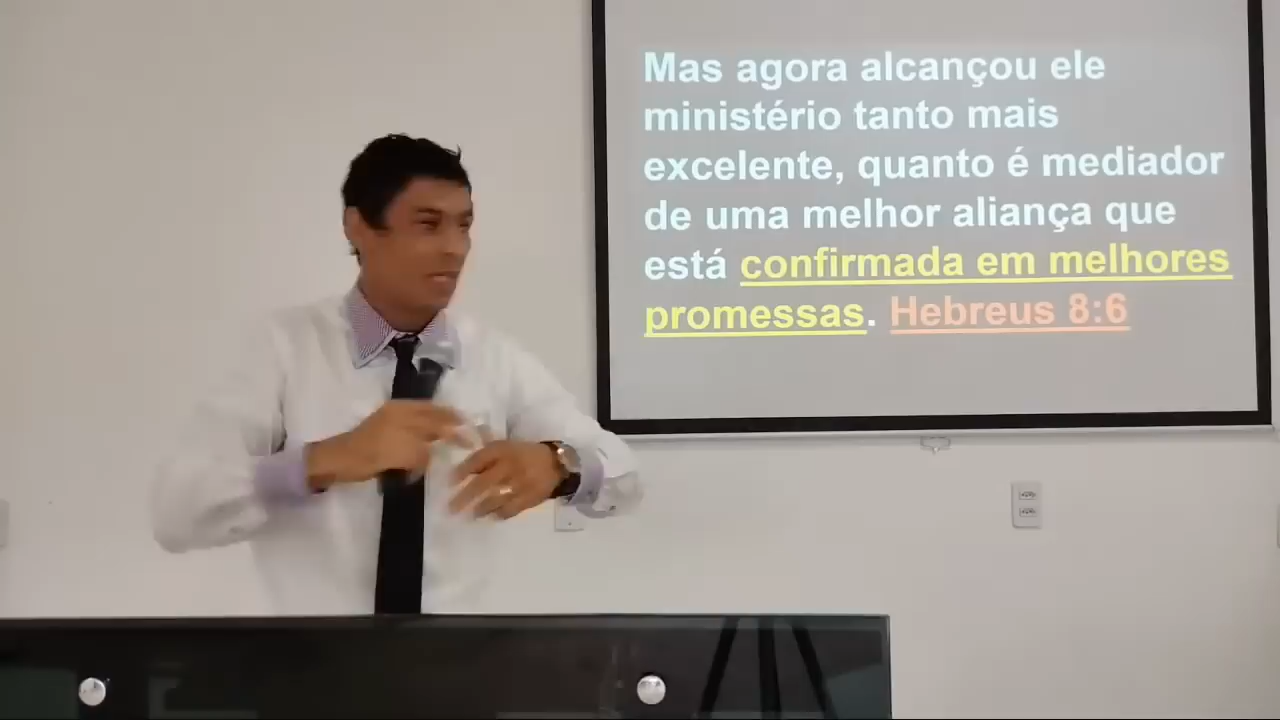 Mas agora alcançou ele
ministério tanto mais
excelente, quanto é mediador
de uma melhor aliança que
está confirmada em melhores
promessas. Hebreus 8:6